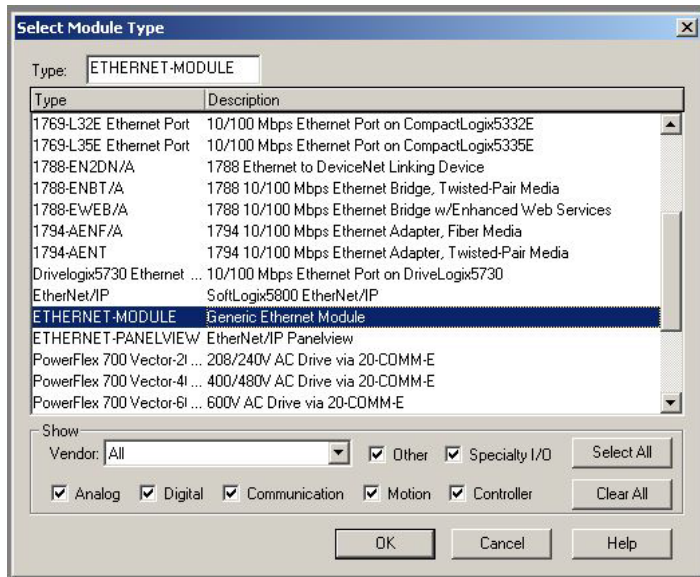 Select Module Type
Type: ETHERNET-MODULE
Type Description
1769-L32E Ethernet Port 10/100 Mbps Ethernet Port on CompactLogix5332E
1769-L35E Ethernet Port 10/100 Mbps Ethernet Port on CompactLogix5335E
1788-EN2DN/A 1788 Ethernet to DeviceNet Linking Device
1788-ENBT/A 1788 10/100 Mbps Ethernet Bridge, Twisted-Pair Media
1788-EWEB/A 1788 10/100 Mbps Ethernet Bridge w/Enhanced Web Services
1794-AENF/A 1794 10/100 Mbps Ethernet Adapter, Fiber Media
1794-AENT 1794 10/100 Mbps Ethernet Adapter, Twisted-Pair Media
Drivelogix5730 Ethernet ... 10/100 Mbps Ethernet Port on DriveLogix5730
EtherNet/IP SoftLogix5800 EtherNet/IP
ETHERNET-MODULE Generic Ethernet Module
ETHERNET-PANELVIEW EtherNet/IP Panelview
PowerFlex 700 Vector-2( ... 208/240V AC Drive via 20-COMM-E
PowerFlex 700 Vector-4( ... 400/480V AC Drive via 20-COMM-E
PowerFlex 700 Vector-6( ... 600V AC Drive via 20-COMM-E
Show
Vendor: All Other Specialty I/O Select All
Analog Digital Communication Motion Controller Clear All
OK Cancel Help